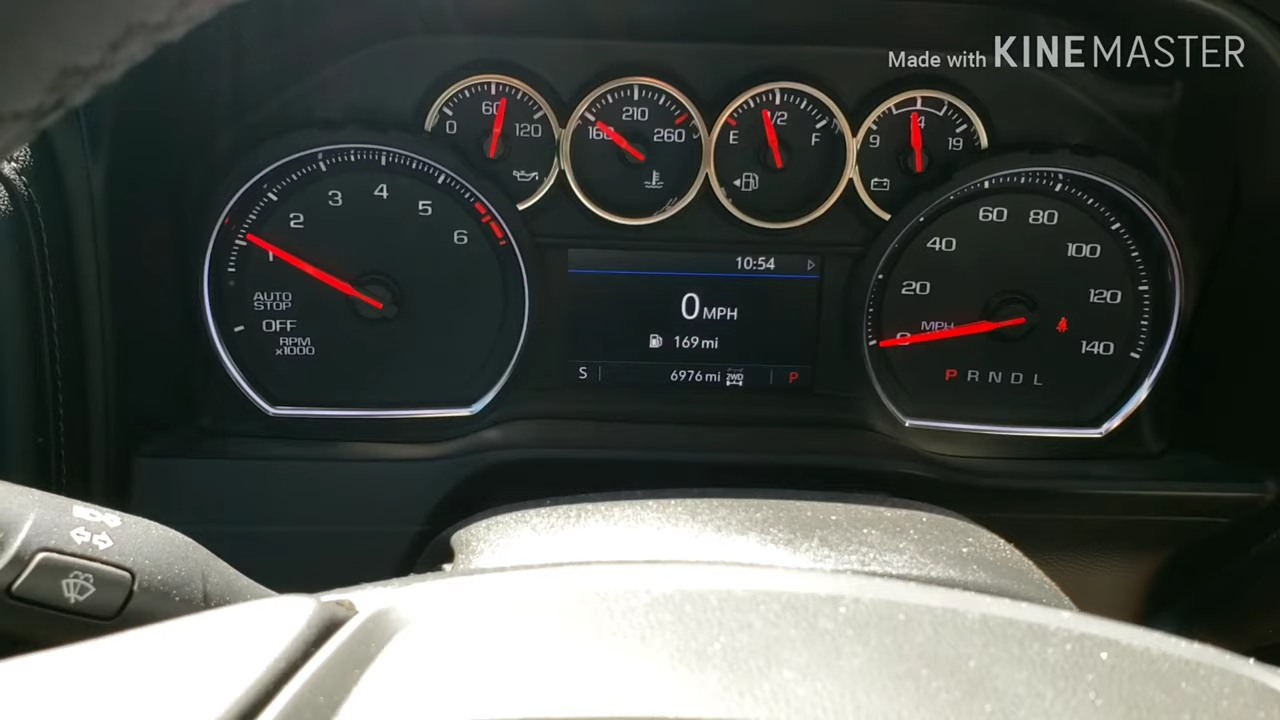 Made with KINEMASTER
0 60 120
160 210 260
E 1/2 F
9 14 19
1 2 3 4 5 6
AUTO
STOP
OFF
RPM
x1000
10:54
0 MPH
169 mi
S 6976 mi 2WD P
0 20 40 60 80 100 120 140
MPH
P R N D L